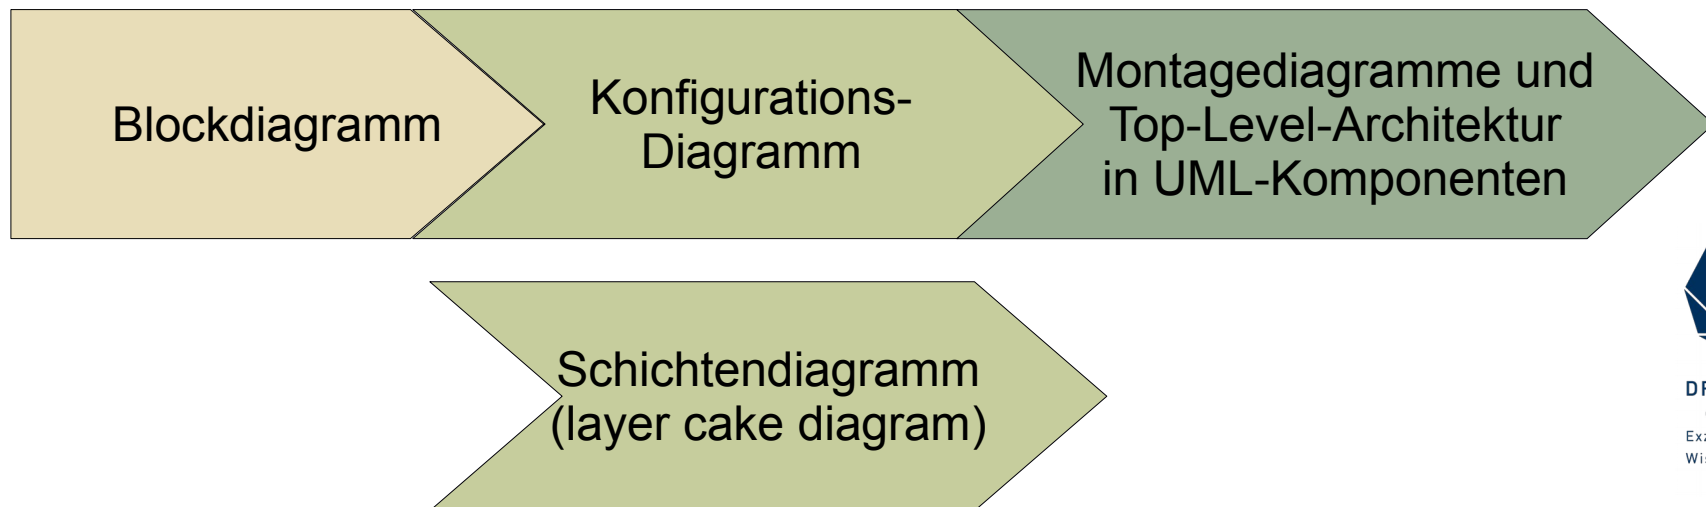 Blockdiagramm
Konfigurations-
Diagramm
Montagediagramme und
Top-Level-Architektur
in UML-Komponenten
Schichtendiagramm
(layer cake diagram)